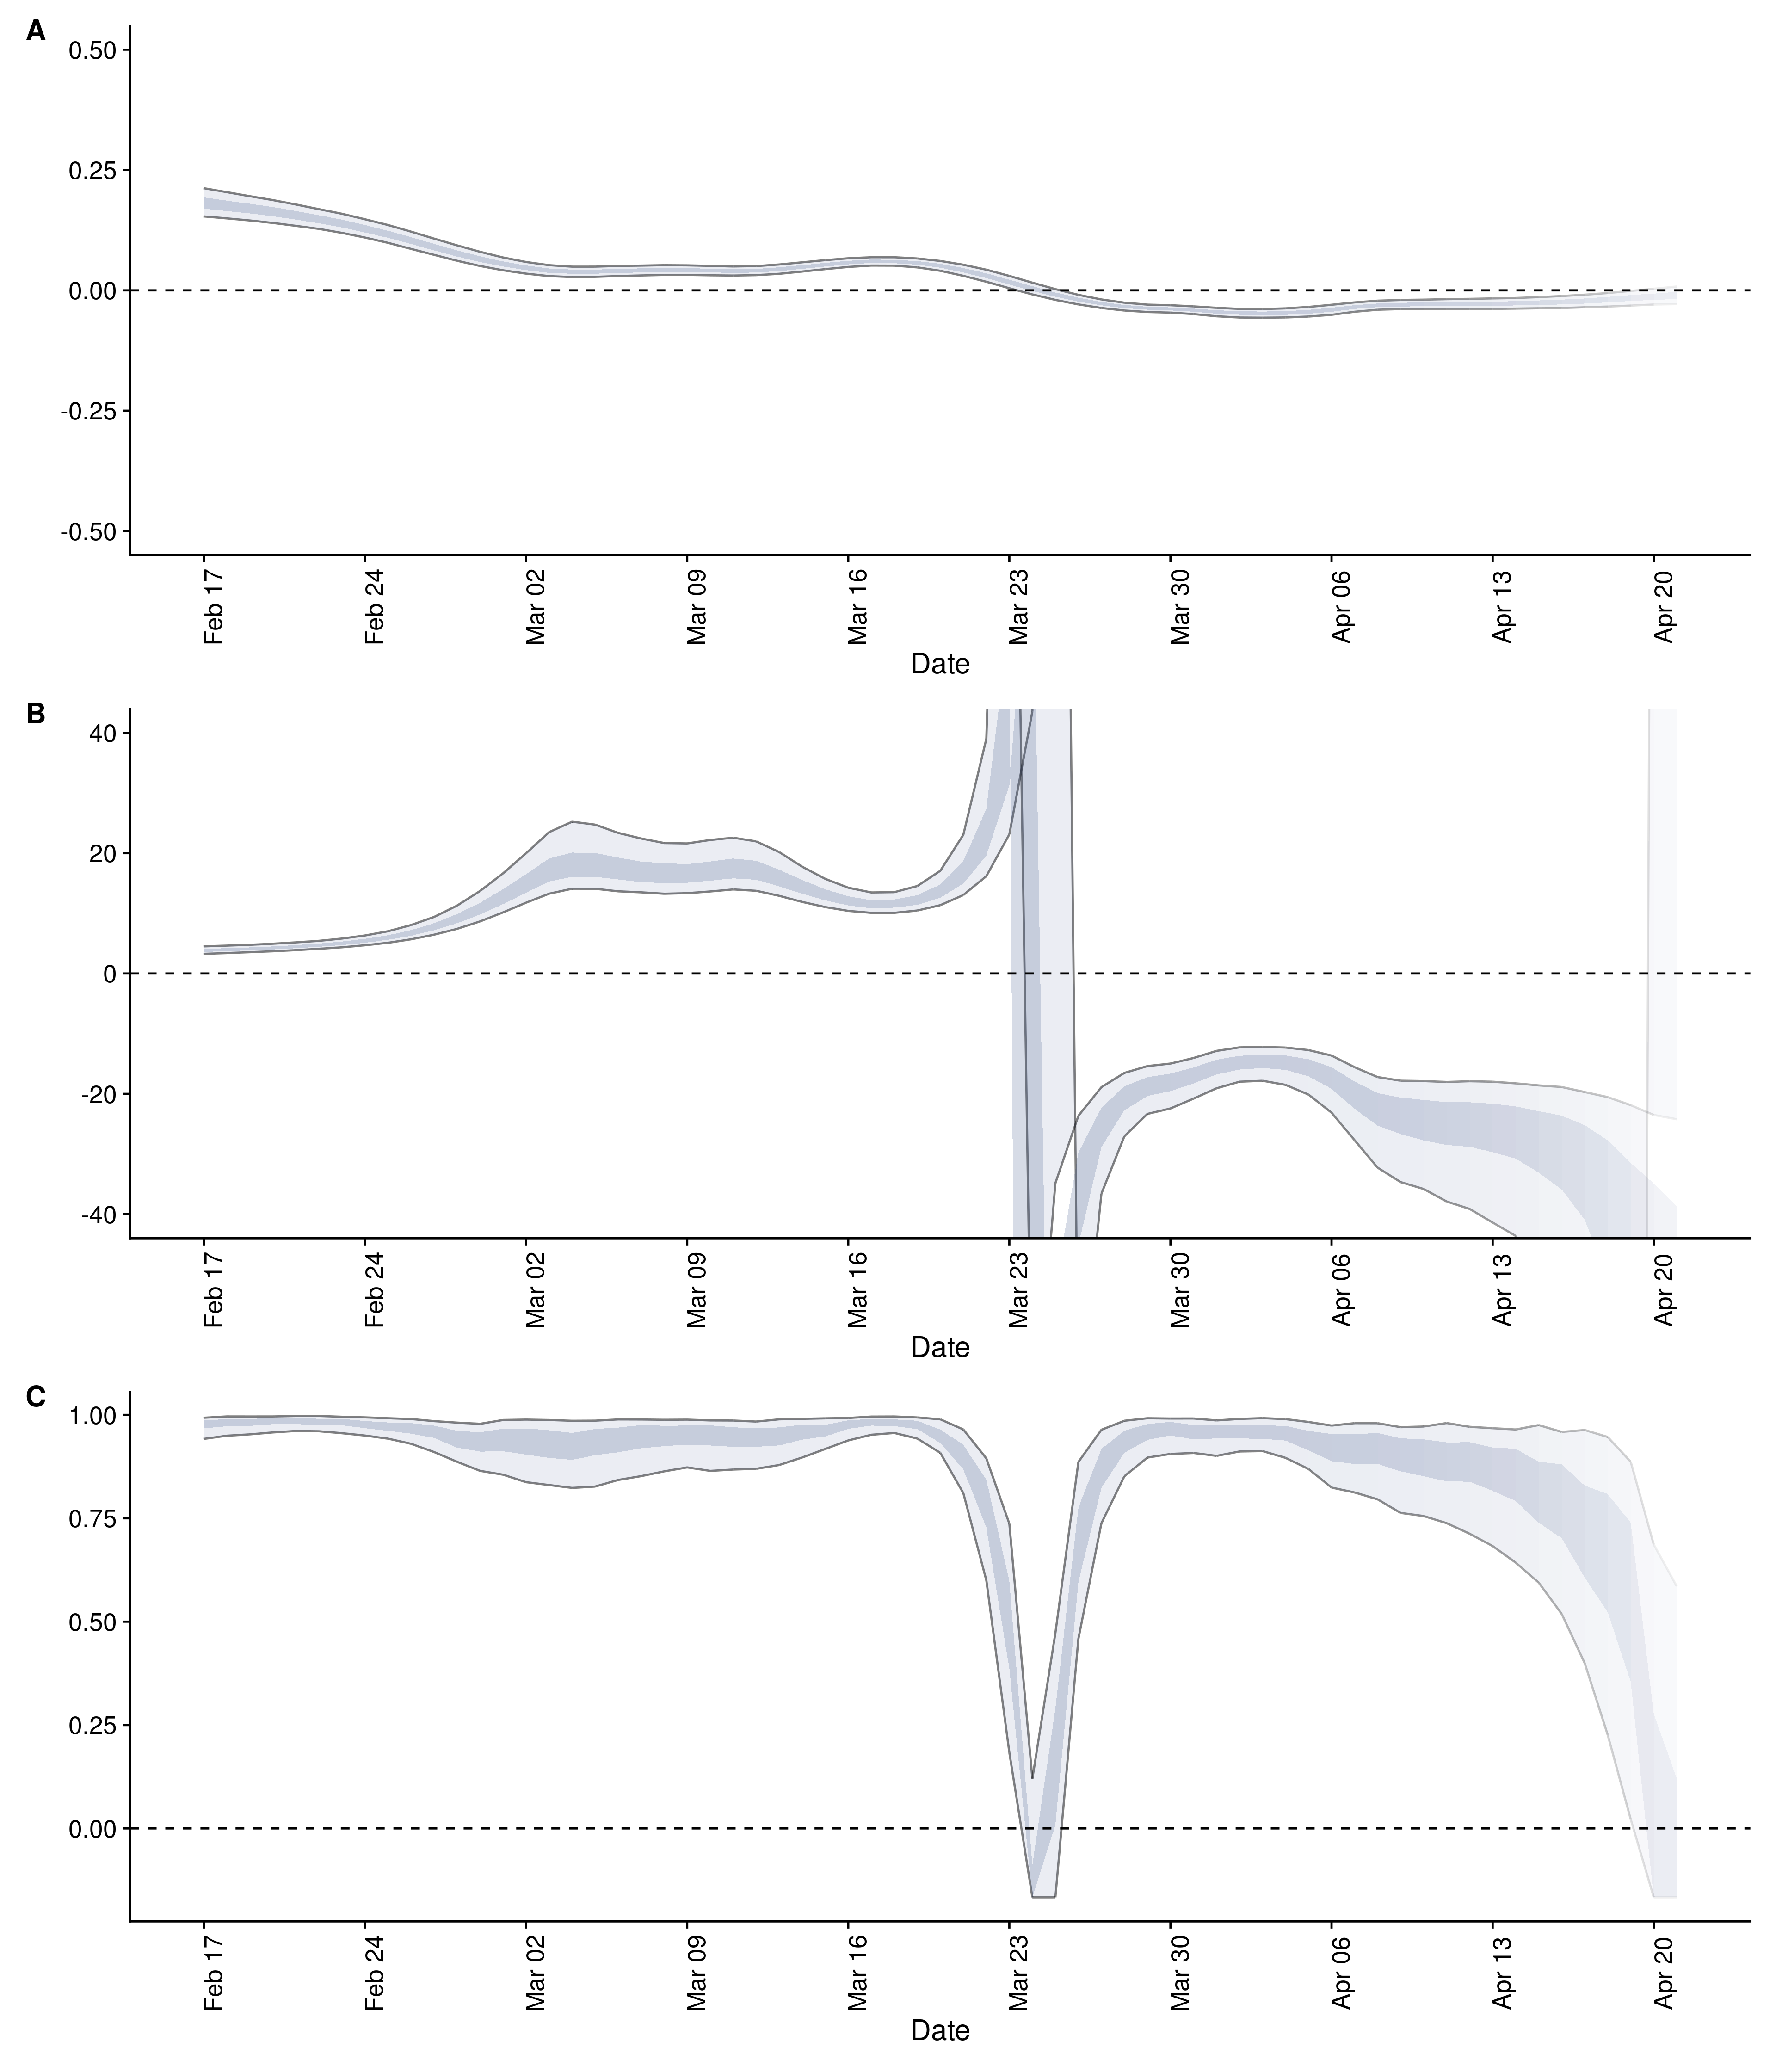 A
0.50
0.25
0.00
-0.25
-0.50
Feb 17
Feb 24
Mar 02
Mar 09
Mar 16
Mar 23
Mar 30
Apr 06
Apr 13
Apr 20
Date
B
40
20
0
-20
-40
Feb 17
Feb 24
Mar 02
Mar 09
Mar 16
Mar 23
Mar 30
Apr 06
Apr 13
Apr 20
Date
C
1.00
0.75
0.50
0.25
0.00
Feb 17
Feb 24
Mar 02
Mar 09
Mar 16
Mar 23
Mar 30
Apr 06
Apr 13
Apr 20
Date